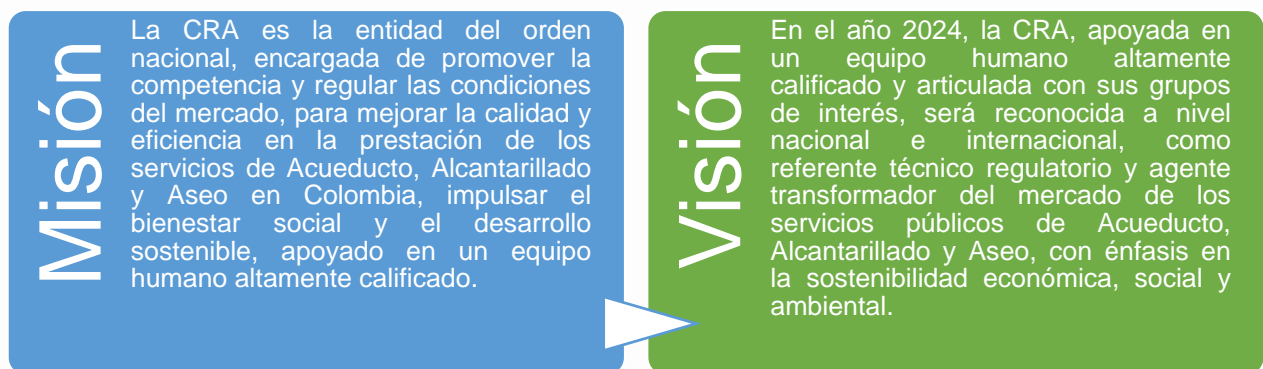 Misión
La CRA es la entidad del orden
nacional, encargada de promover la
competencia y regular las condiciones
del mercado, para mejorar la calidad y
eficiencia en la prestación de los
servicios de Acueducto, Alcantarillado
y Aseo en Colombia, impulsar el
bienestar social y el desarrollo
sostenible, apoyado en un equipo
humano altamente calificado.
Visión
En el año 2024, la CRA, apoyada en
un equipo humano altamente
calificado y articulada con sus grupos
de interés, será reconocida a nivel
nacional e internacional, como
referente técnico regulatorio y agente
transformador del mercado de los
servicios públicos de Acueducto,
Alcantarillado y Aseo, con énfasis en
la sostenibilidad económica, social y
ambiental.